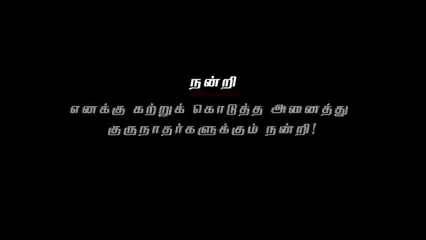 நன்றி
எனக்கு கற்றுக் கொடுத்த அனைத்து
குருநாதர்களுக்கும் நன்றி!